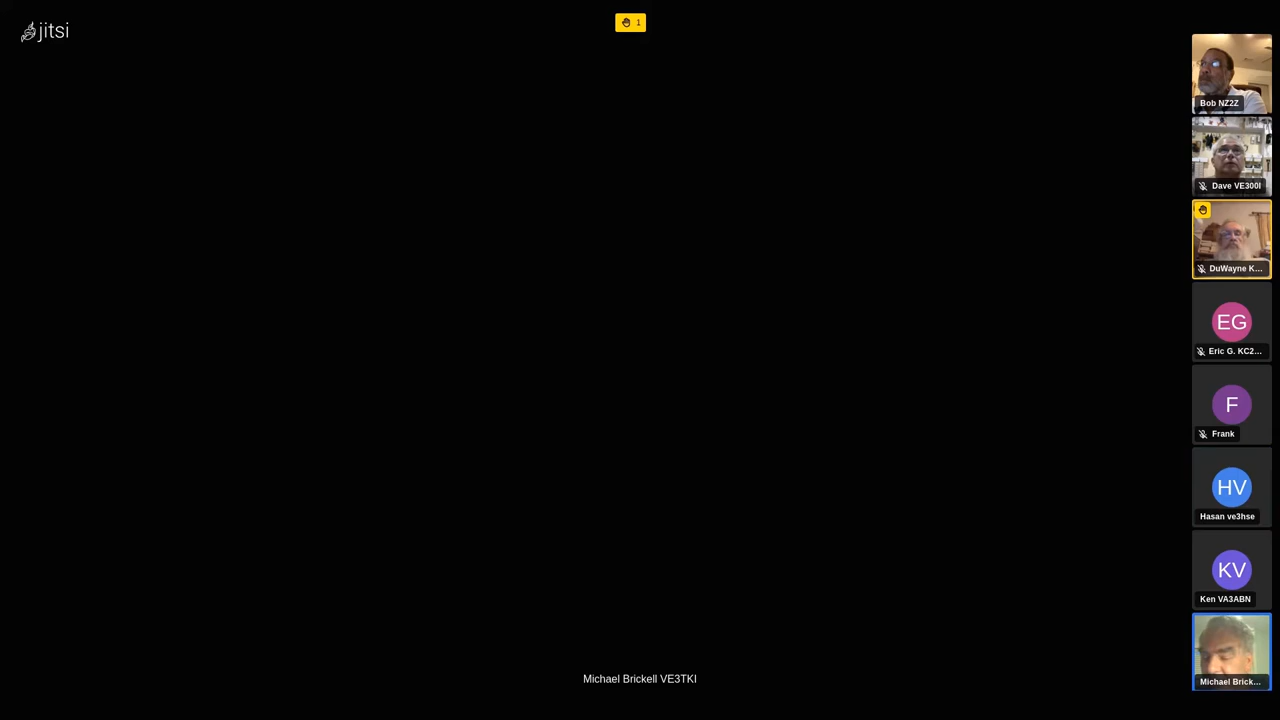 jitsi
1
Bob NZ2Z
Dave VE3OOI
DuWayne K...
EG
Eric G. KC2...
F
Frank
HV
Hasan ve3hse
KV
Ken VA3ABN
Michael Brick...
Michael Brickell VE3TKI